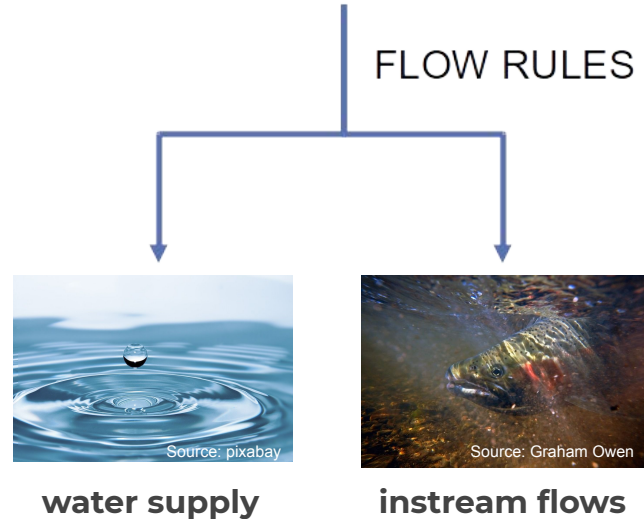 FLOW RULES
Source: pixabay
Source: Graham Owen
water supply
instream flows